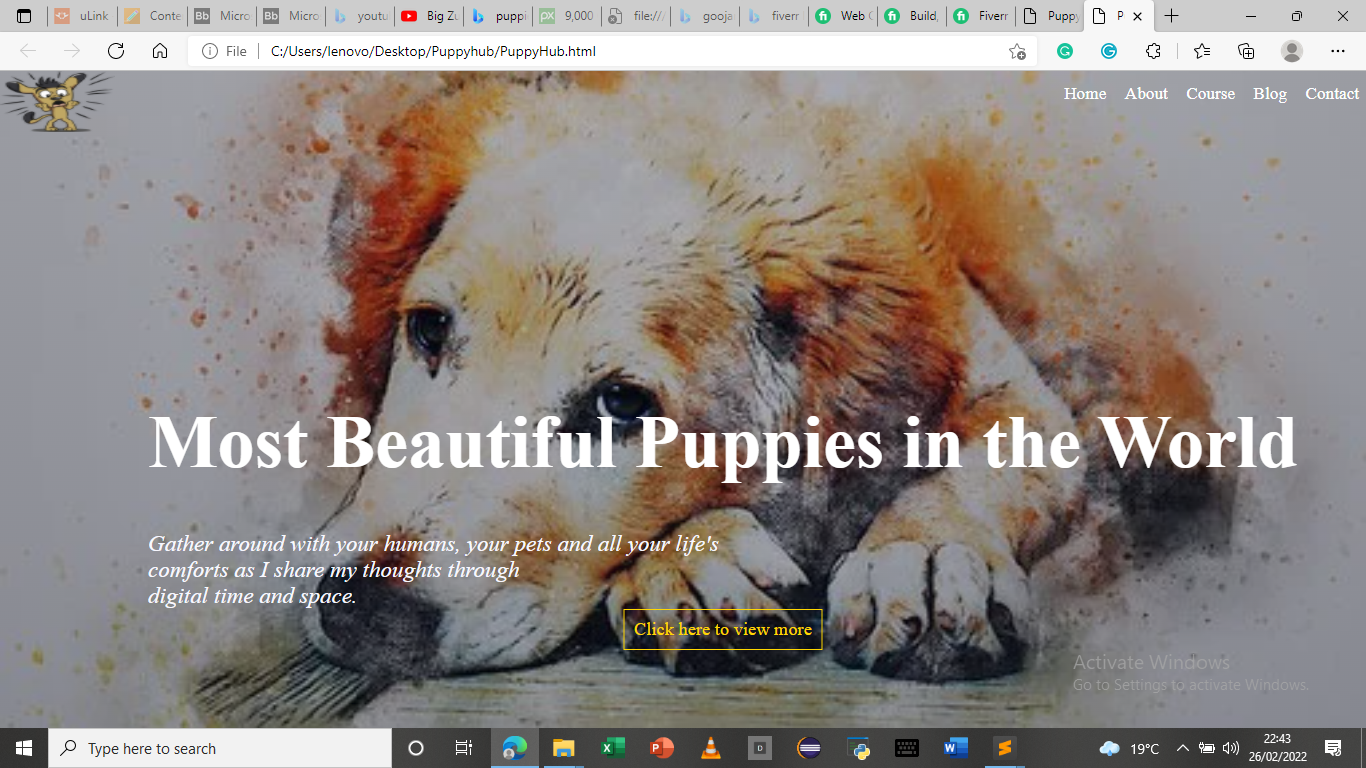 uLink
Conte
Micro
Micro
youtu
Big Zu
puppi
9,000
file:///
gooja
fiverr
Web C
Build,
Fiverr
Puppy
P
File
C:/Users/lenovo/Desktop/Puppyhub/PuppyHub.html
Home About Course Blog Contact
Most Beautiful Puppies in the World
Gather around with your humans, your pets and all your life's
comforts as I share my thoughts through
digital time and space.
Click here to view more
Activate Windows
Go to Settings to activate Windows.
Type here to search
19°C
22:43
26/02/2022